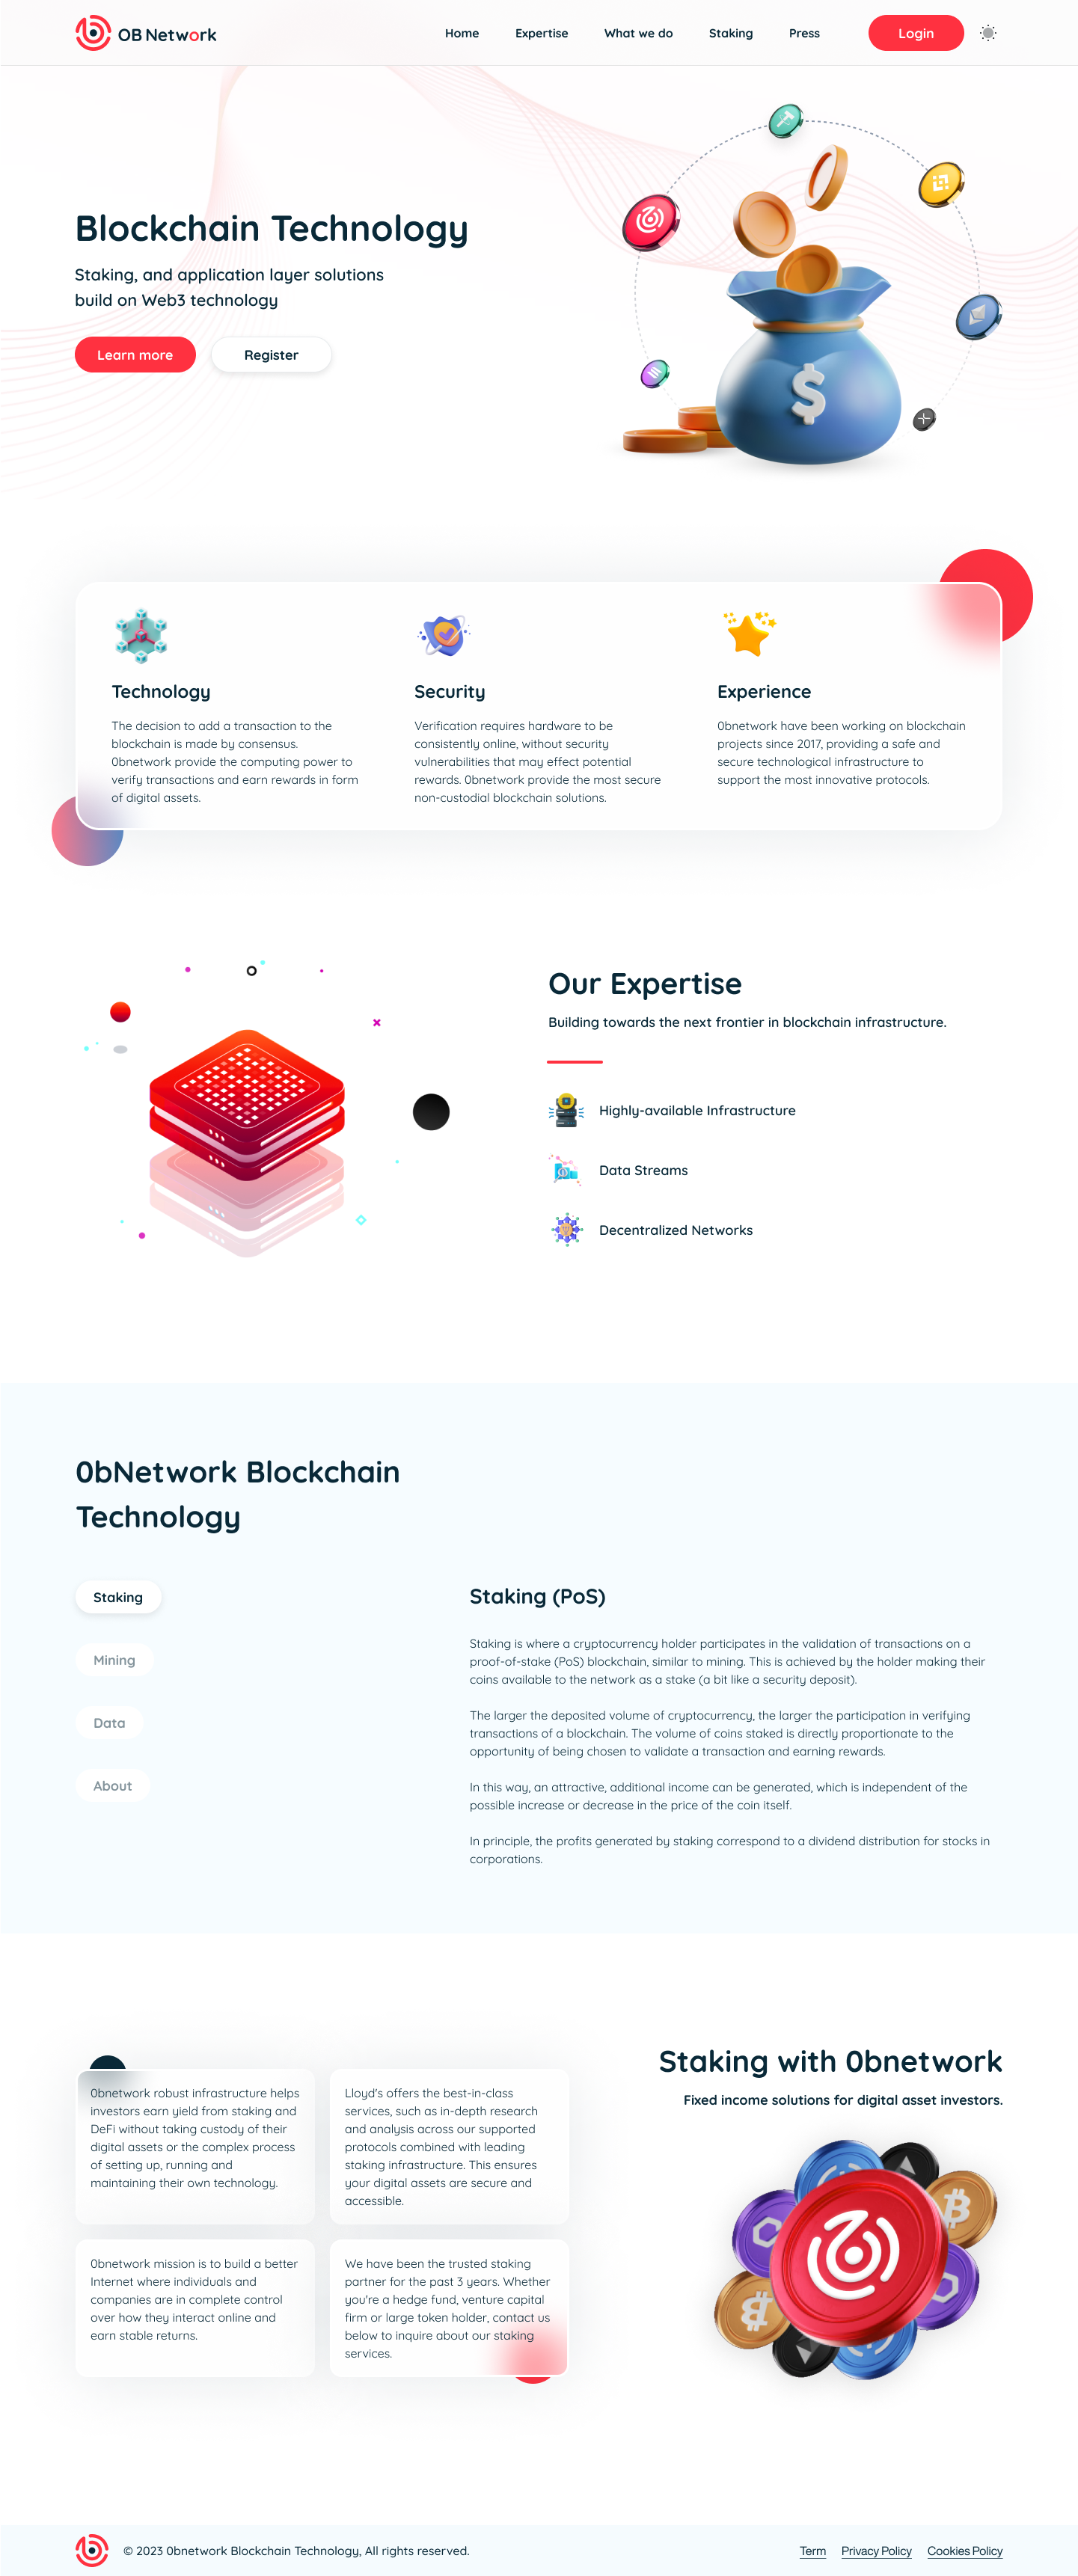 OB Network
Home Expertise What we do Staking Press Login
Blockchain Technology
Staking, and application layer solutions
build on Web3 technology
Learn more Register
$
Technology
The decision to add a transaction to the
blockchain is made by consensus.
0bnetwork provide the computing power to
verify transactions and earn rewards in form
of digital assets.
Security
Verification requires hardware to be
consistently online, without security
vulnerabilities that may effect potential
rewards. 0bnetwork provide the most secure
non-custodial blockchain solutions.
Experience
0bnetwork have been working on blockchain
projects since 2017, providing a safe and
secure technological infrastructure to
support the most innovative protocols.
Our Expertise
Building towards the next frontier in blockchain infrastructure.
Highly-available Infrastructure
Data Streams
Decentralized Networks
0bNetwork Blockchain
Technology
Staking
Mining
Data
About
Staking (PoS)
Staking is where a cryptocurrency holder participates in the validation of transactions on a
proof-of-stake (PoS) blockchain, similar to mining. This is achieved by the holder making their
coins available to the network as a stake (a bit like a security deposit).
The larger the deposited volume of cryptocurrency, the larger the participation in verifying
transactions of a blockchain. The volume of coins staked is directly proportionate to the
opportunity of being chosen to validate a transaction and earning rewards.
In this way, an attractive, additional income can be generated, which is independent of the
possible increase or decrease in the price of the coin itself.
In principle, the profits generated by staking correspond to a dividend distribution for stocks in
corporations.
0bnetwork robust infrastructure helps
investors earn yield from staking and
DeFi without taking custody of their
digital assets or the complex process
of setting up, running and
maintaining their own technology.
Lloyd's offers the best-in-class
services, such as in-depth research
and analysis across our supported
protocols combined with leading
staking infrastructure. This ensures
your digital assets are secure and
accessible.
0bnetwork mission is to build a better
Internet where individuals and
companies are in complete control
over how they interact online and
earn stable returns.
We have been the trusted staking
partner for the past 3 years. Whether
you're a hedge fund, venture capital
firm or large token holder, contact us
below to inquire about our staking
services.
Staking with 0bnetwork
Fixed income solutions for digital asset investors.
© 2023 0bnetwork Blockchain Technology, All rights reserved.
Term Privacy Policy Cookies Policy